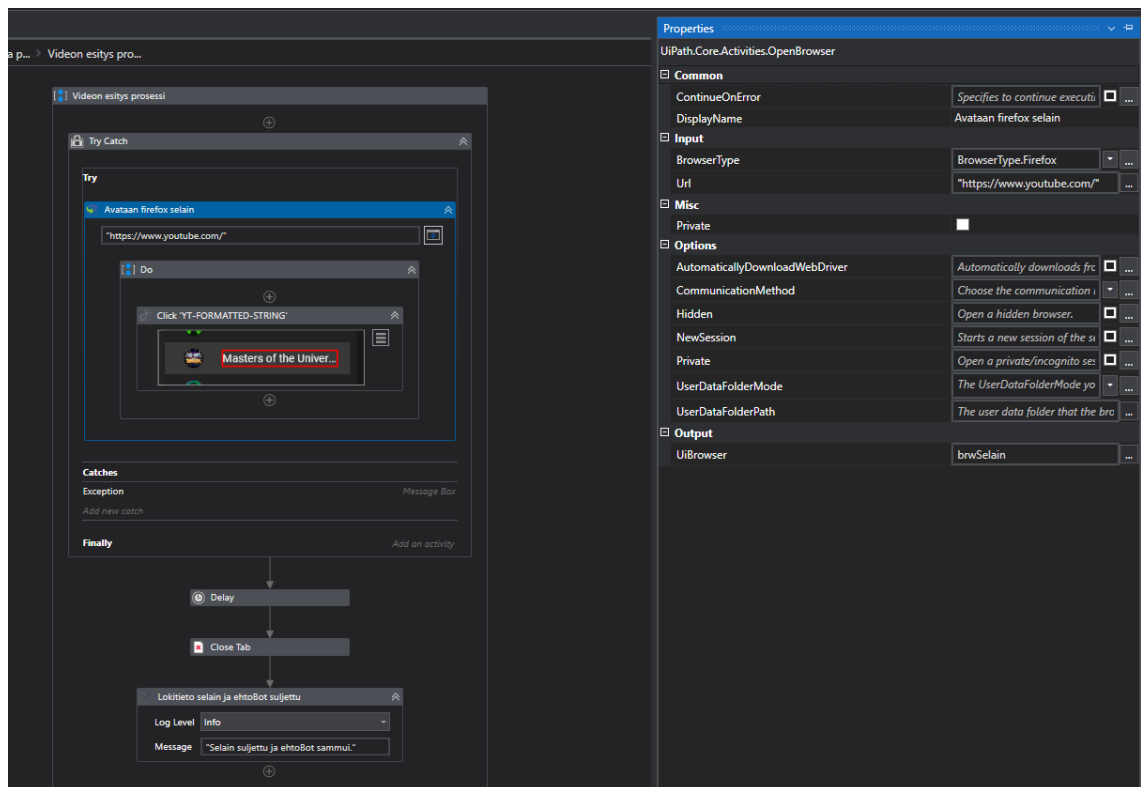 a p... > Videon esitys pro...
Videon esitys prosessi
Try Catch
Try
Avataan firefox selain
"https://www.youtube.com/"
Do
Click 'YT-FORMATTED-STRING'
Masters of the Univer...
Catches
Exception
Message Box
Add new catch
Finally
Add an activity
Delay
Close Tab
Lokitieto selain ja ehtoBot suljettu
Log Level Info
Message "Selain suljettu ja ehtoBot sammui."
Properties
UiPath.Core.Activities.OpenBrowser
Common
ContinueOnError Specifies to continue executi ...
DisplayName Avataan firefox selain
Input
BrowserType BrowserType.Firefox ...
Url "https://www.youtube.com/" ...
Misc
Private
Options
AutomaticallyDownloadWebDriver Automatically downloads frc ...
CommunicationMethod Choose the communication ...
Hidden Open a hidden browser. ...
NewSession Starts a new session of the se ...
Private Open a private/incognito ses ...
UserDataFolderMode The UserDataFolderMode yo ...
UserDataFolderPath The user data folder that the bro ...
Output
UiBrowser brwSelain ...